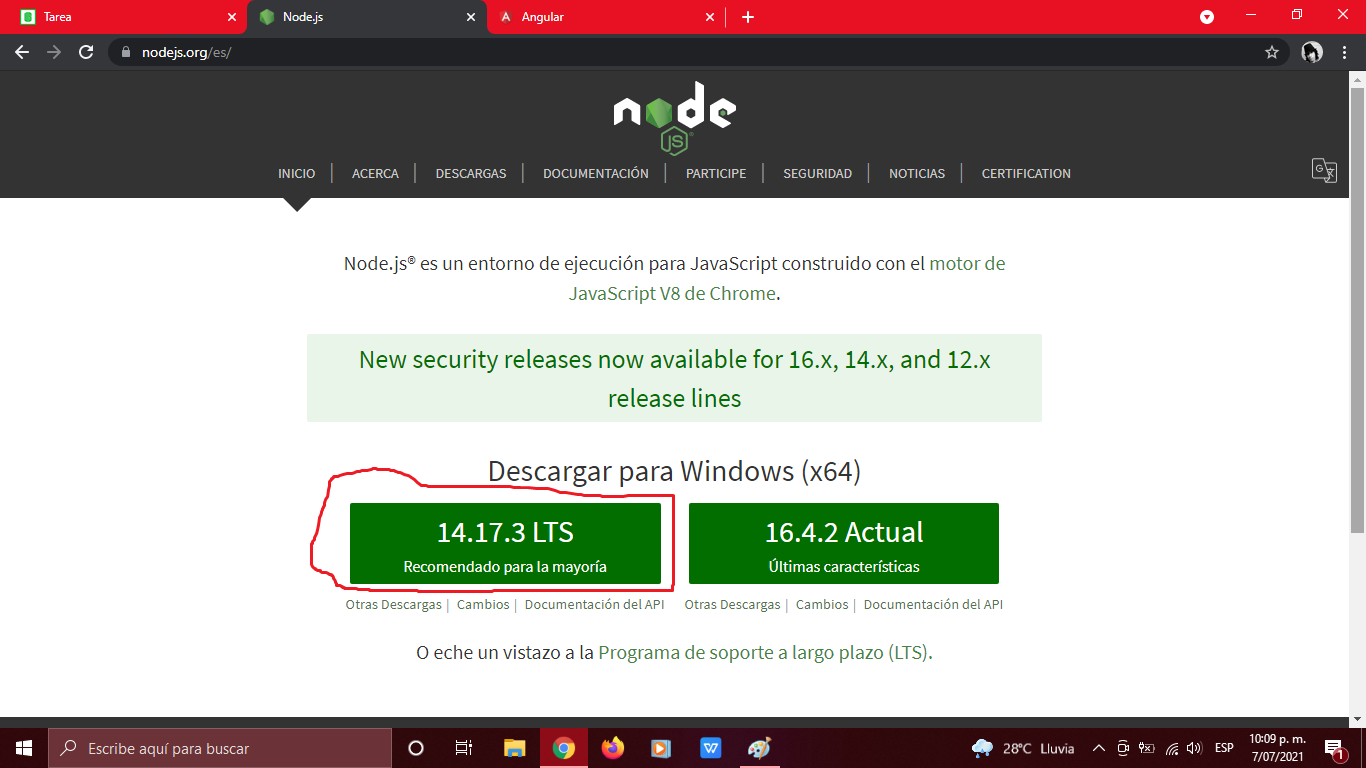 Tarea
Node.js
Angular
nodejs.org/es/
node
JS
INICIO | ACERCA | DESCARGAS | DOCUMENTACIÓN | PARTICIPE | SEGURIDAD | NOTICIAS | CERTIFICATION
Node.js® es un entorno de ejecución para JavaScript construido con el motor de
JavaScript V8 de Chrome.
New security releases now available for 16.x, 14.x, and 12.x
release lines
Descargar para Windows (x64)
14.17.3 LTS
Recomendado para la mayoría
16.4.2 Actual
Últimas características
Otras Descargas | Cambios | Documentación del API
Otras Descargas | Cambios | Documentación del API
O eche un vistazo a la Programa de soporte a largo plazo (LTS).
Escribe aquí para buscar
28°C Lluvia
ESP
10:09 p. m.
7/07/2021
1